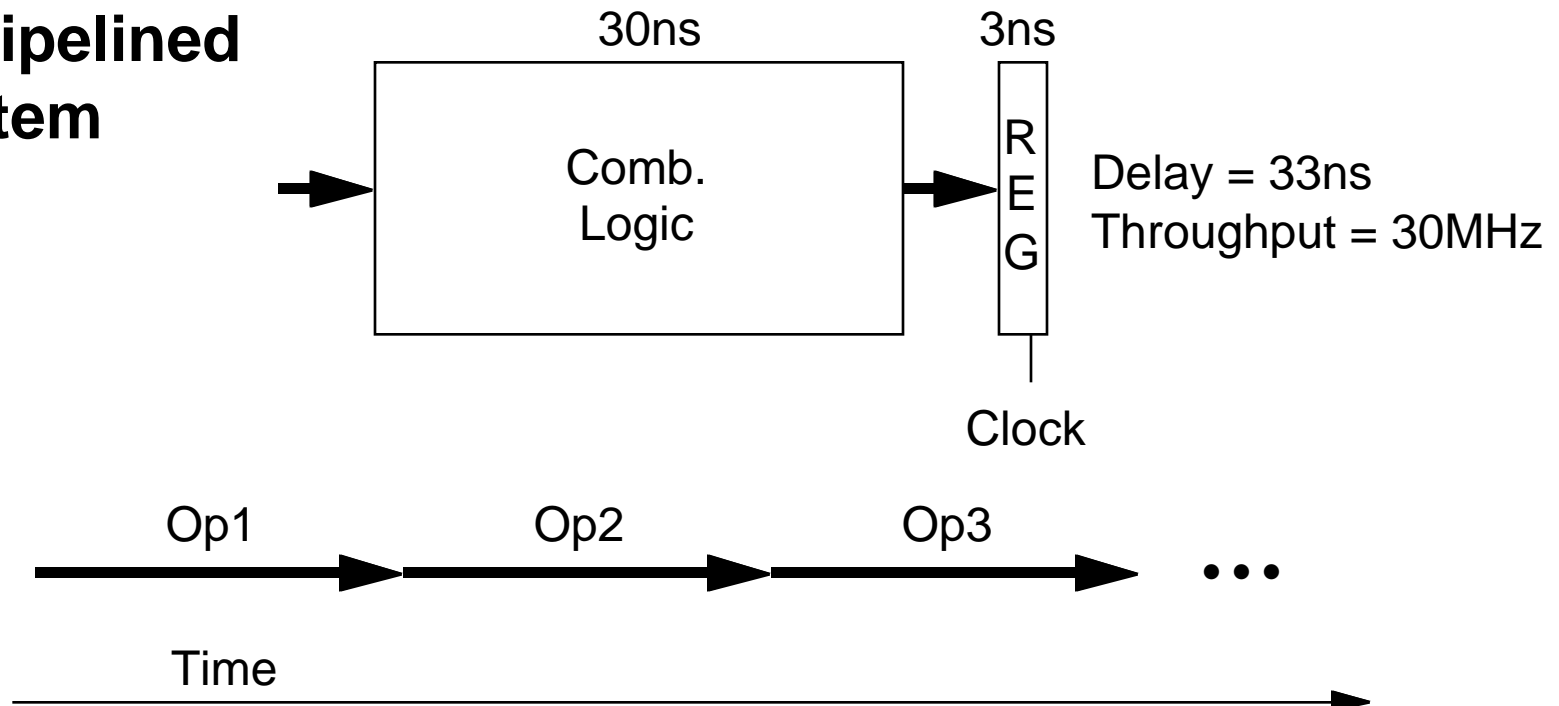 ipelined
tem
30ns
3ns
Comb.
Logic
R
E
G
Delay = 33ns
Throughput = 30MHz
Clock
Op1 Op2 Op3 •••
Time